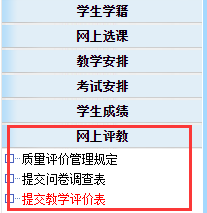 学生学籍
网上选课
教学安排
考试安排
学生成绩
网上评教
质量评价管理规定
提交问卷调查表
提交教学评价表